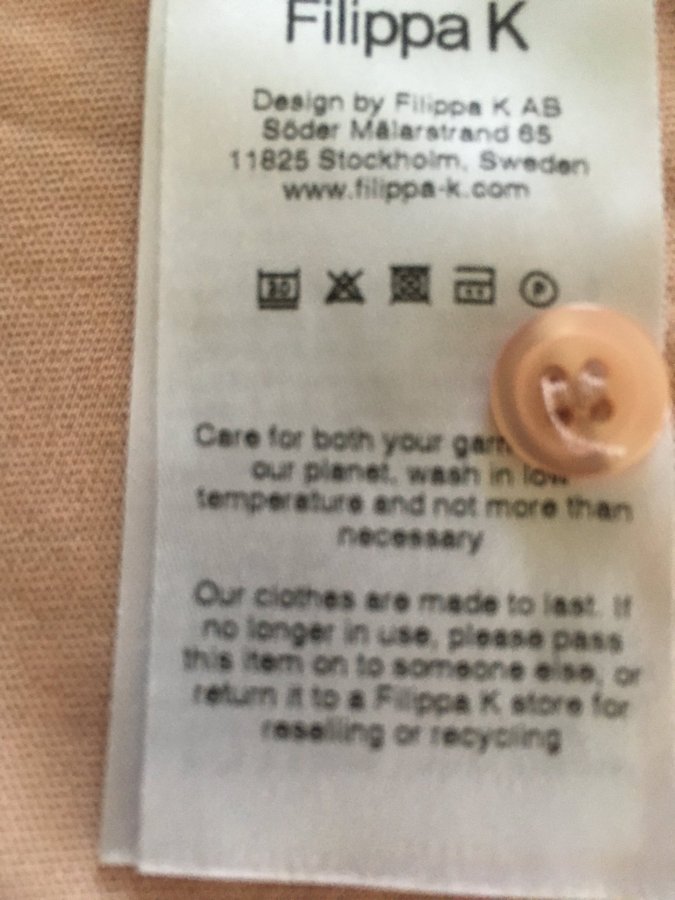 Filippa K
Design by Filippa K AB
Söder Mälarstrand 65
11825 Stockholm, Sweden
www.filippa-k.com
30 P
Care for both your garm
our planet, wash in low
temperature and not more than
necessary
Our clothes are made to last. If
no longer in use, please pass
this item on to someone else, or
return it to a Filippa K store for
reselling or recycling